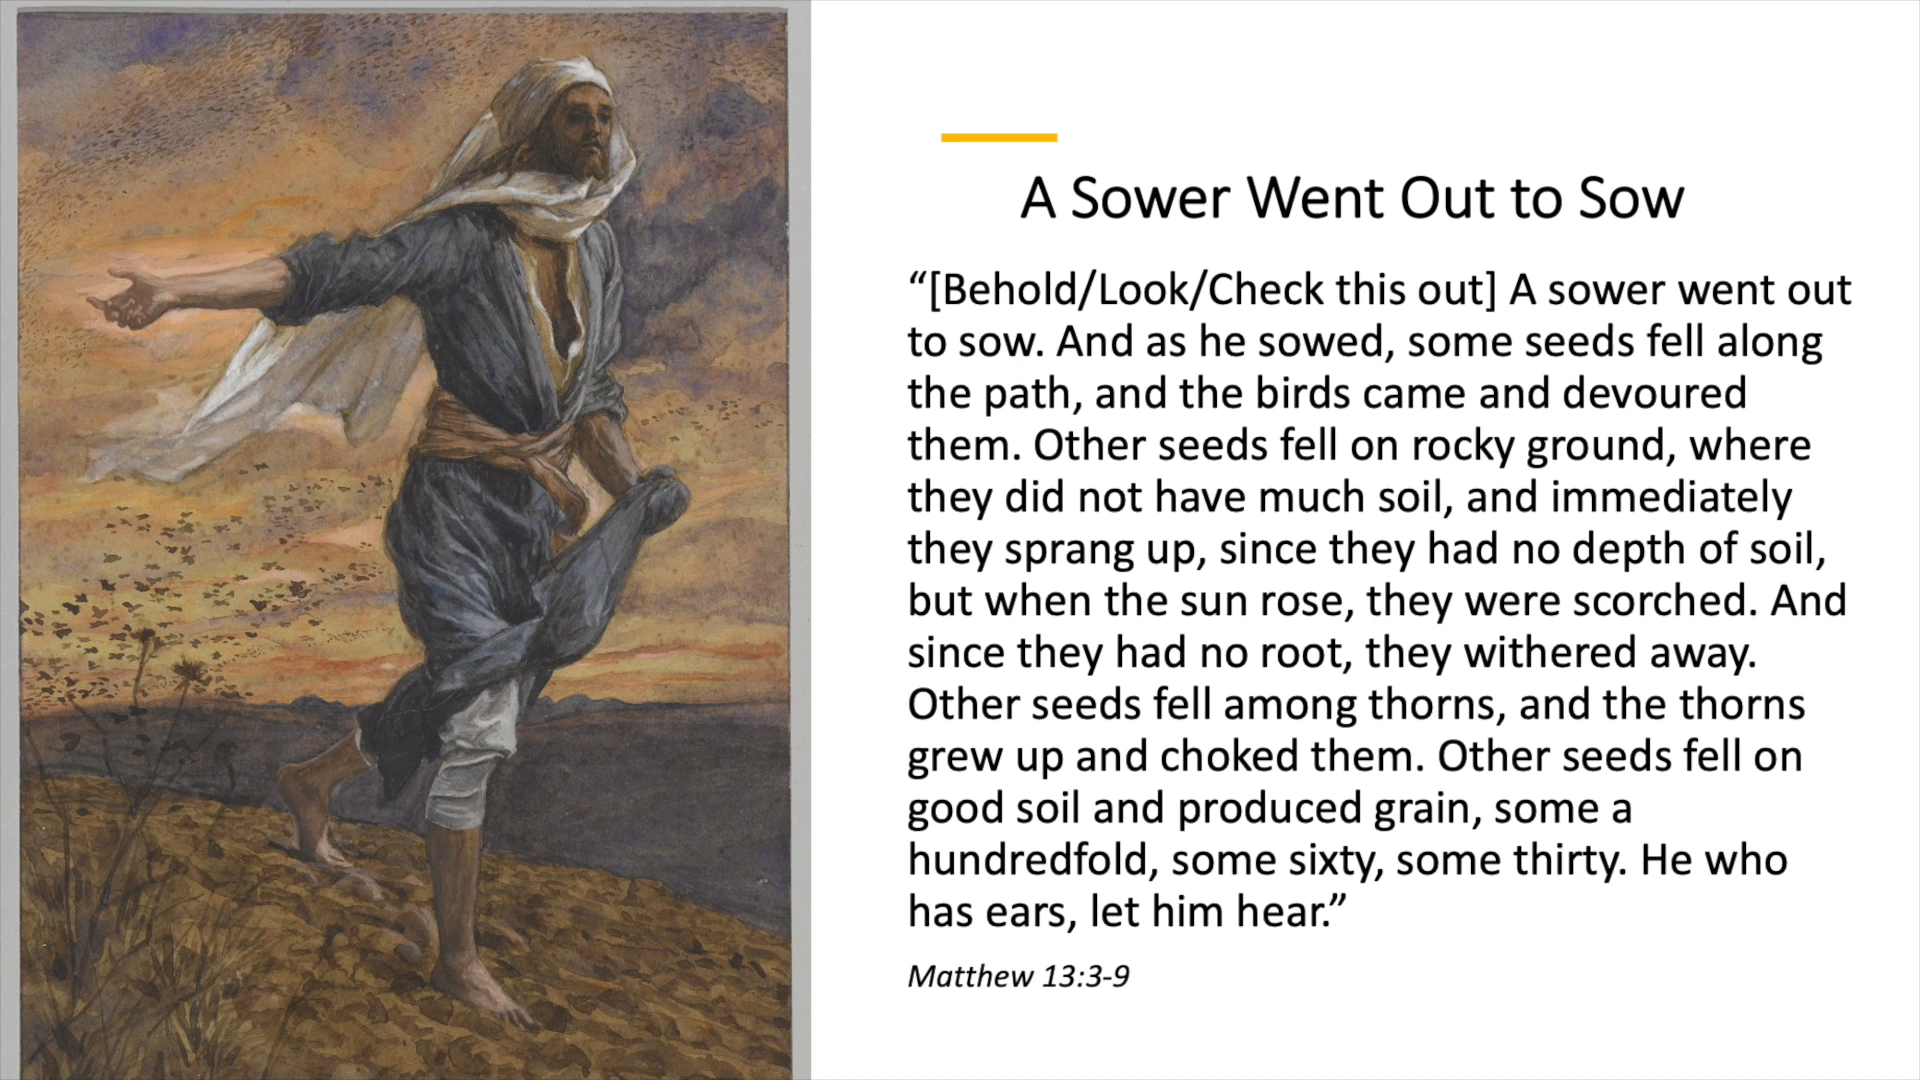 A Sower Went Out to Sow
“[Behold/Look/Check this out] A sower went out
to sow. And as he sowed, some seeds fell along
the path, and the birds came and devoured
them. Other seeds fell on rocky ground, where
they did not have much soil, and immediately
they sprang up, since they had no depth of soil,
but when the sun rose, they were scorched. And
since they had no root, they withered away.
Other seeds fell among thorns, and the thorns
grew up and choked them. Other seeds fell on
good soil and produced grain, some a
hundredfold, some sixty, some thirty. He who
has ears, let him hear.”
Matthew 13:3-9